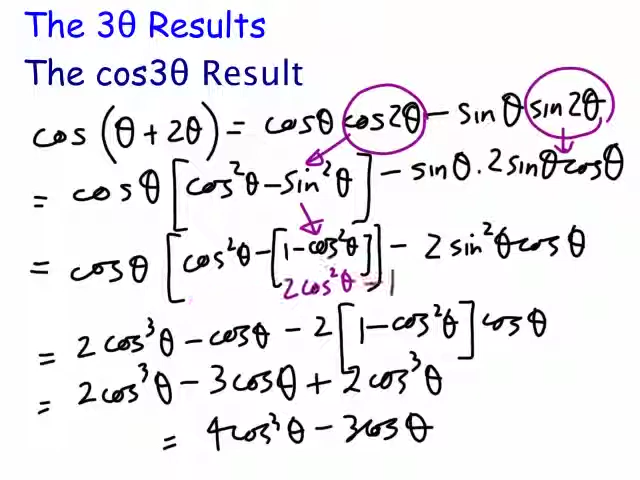 The 3θ Results
The cos3θ Result
cos (θ + 2θ) = cosθ cos2θ − sinθ sin2θ
= cosθ [cos²θ − sin²θ] − sinθ . 2sinθcosθ
= cosθ [cos²θ − [1−cos²θ]] − 2sin²θcosθ
2cos²θ − 1
= 2cos³θ − cosθ − 2[1−cos²θ]cosθ
= 2cos³θ − 3cosθ + 2cos³θ
= 4cos³θ − 3cosθ